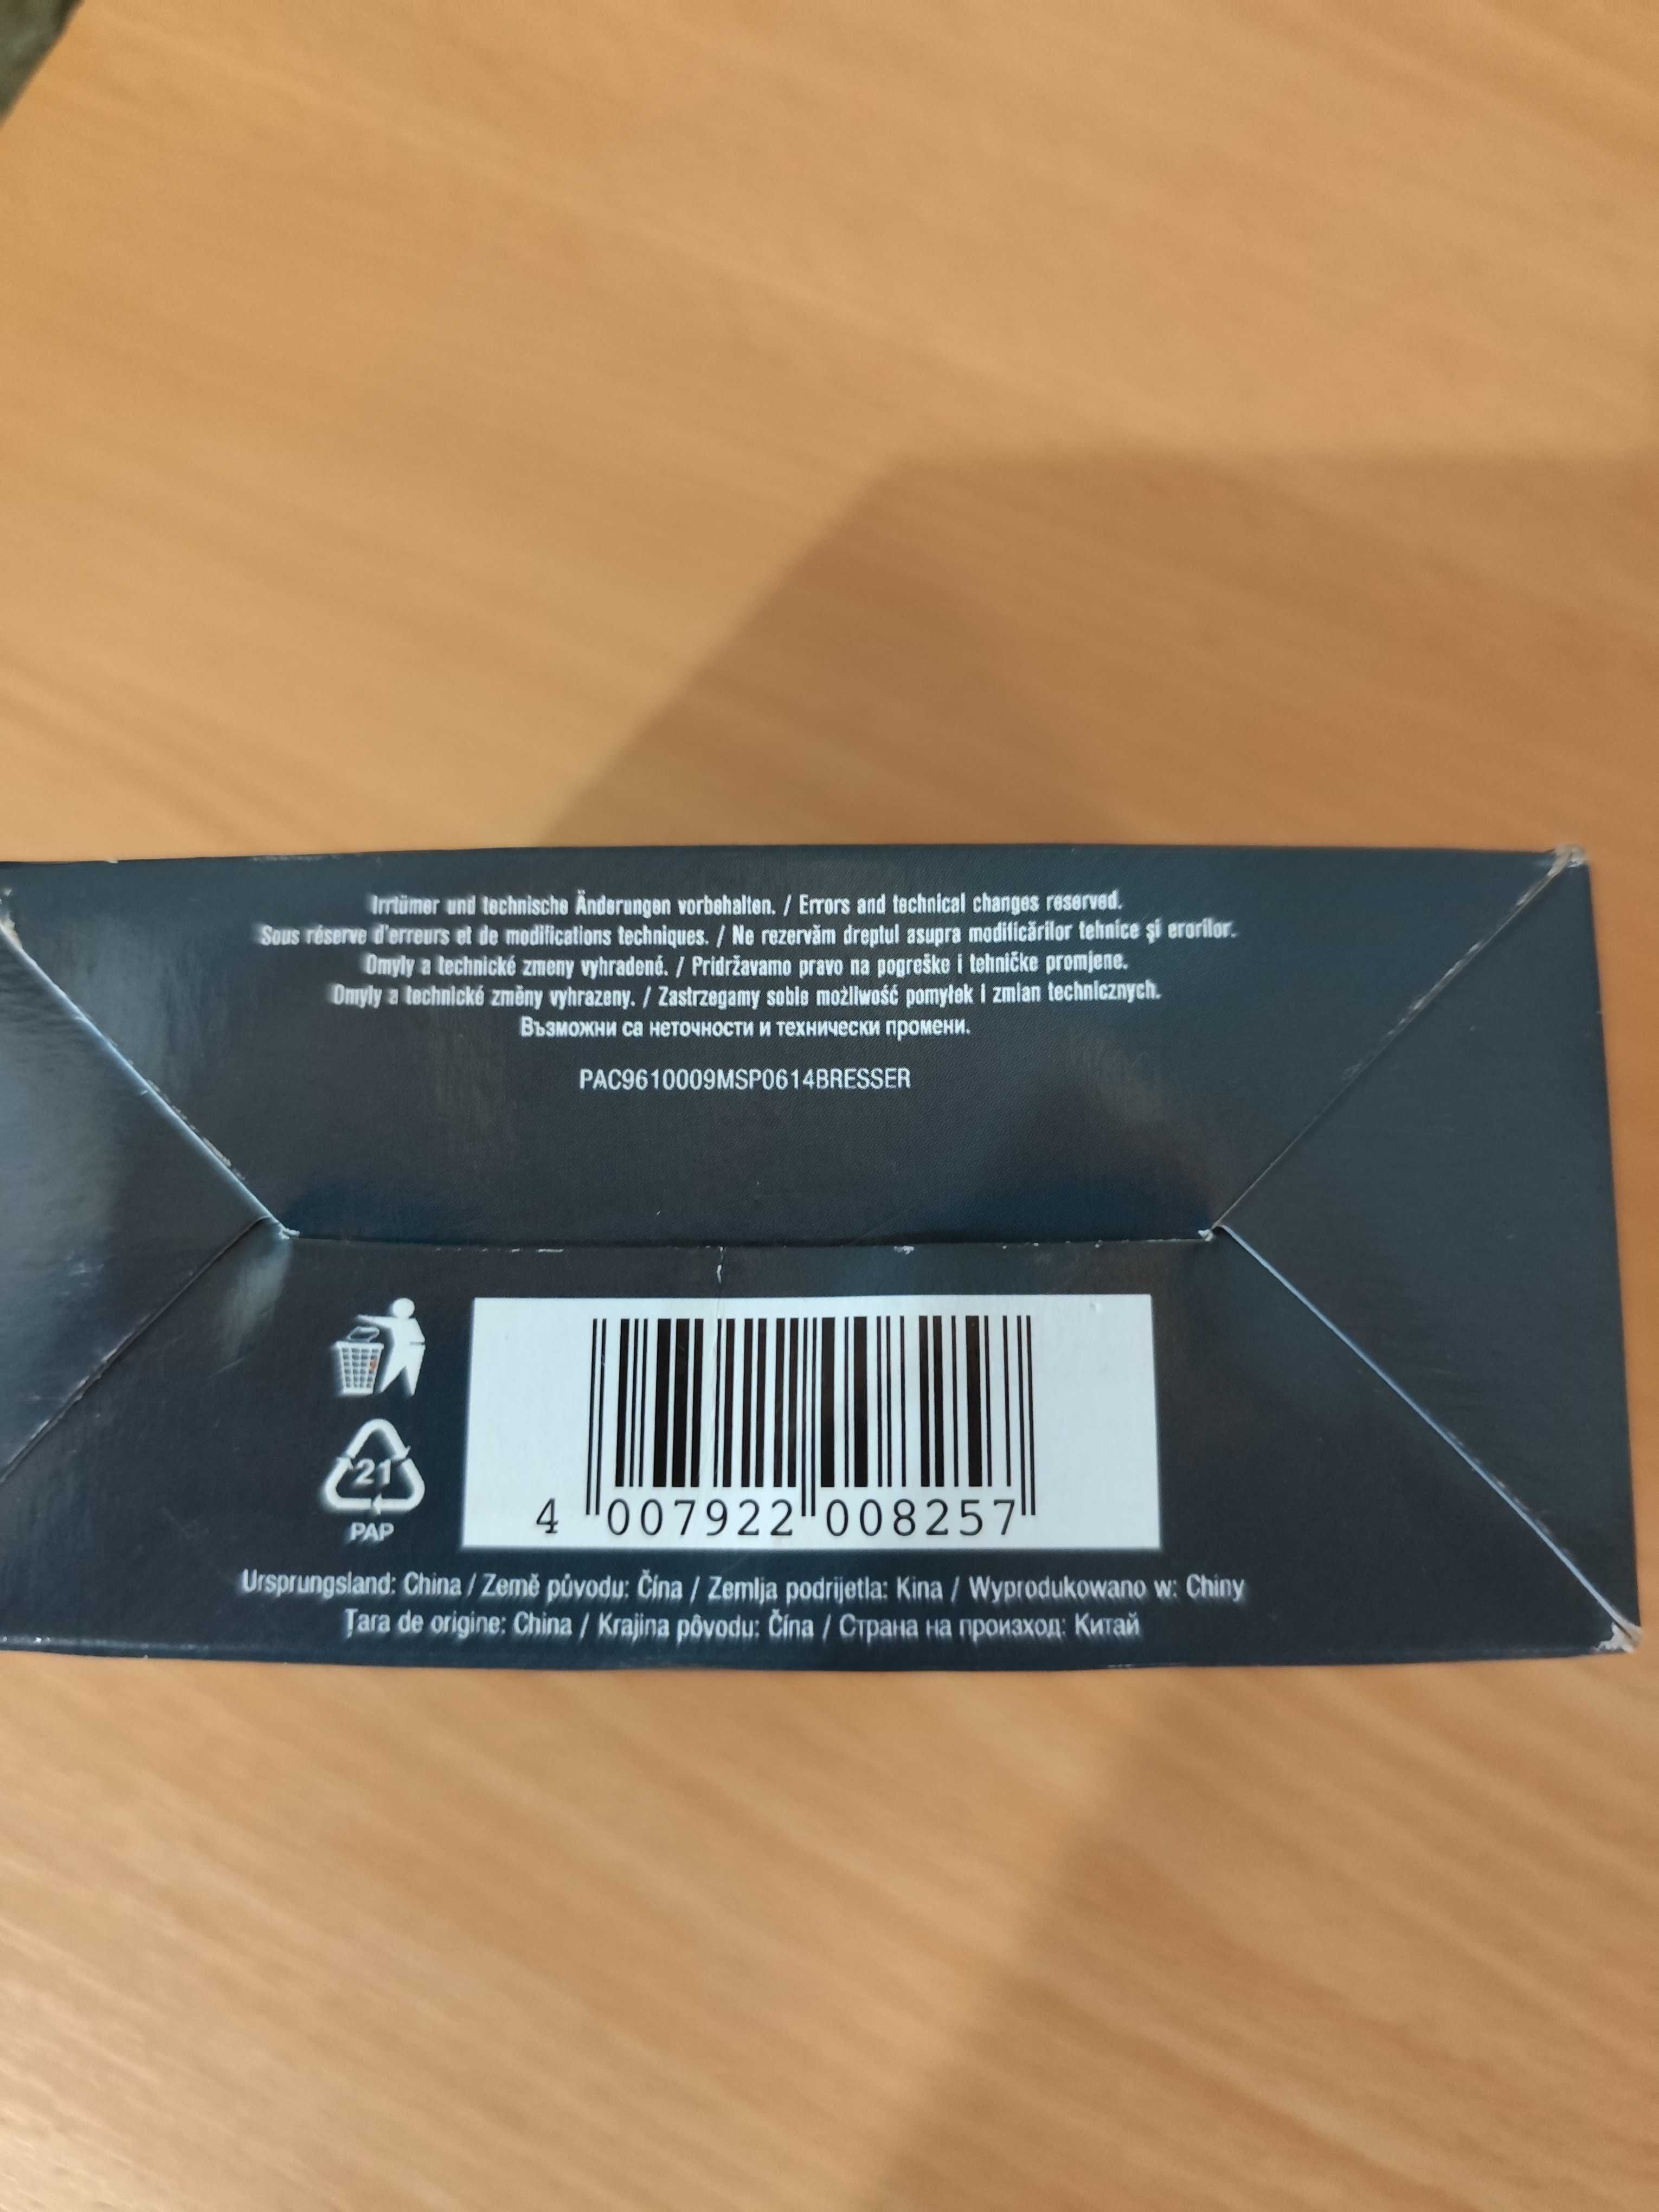 Irrtümer und technische Änderungen vorbehalten. / Errors and technical changes reserved.
Sous réserve d'erreurs et de modifications techniques. / Ne rezervăm dreptul asupra modificărilor tehnice şi erorilor.
Omyly a technické zmeny vyhradené. / Pridržavamo pravo na pogreške i tehničke promjene.
Omyly a technické změny vyhrazeny. / Zastrzegamy sobie możliwość pomyłek i zmian technicznych.
Възможни са неточности и технически промени.
PAC9610009MSP0614BRESSER
21
PAP
4 007922 008257
Ursprungsland: China / Země původu: Čína / Zemlja podrijetla: Kina / Wyprodukowano w: Chiny
Ţara de origine: China / Krajina pôvodu: Čína / Страна на произход: Китай